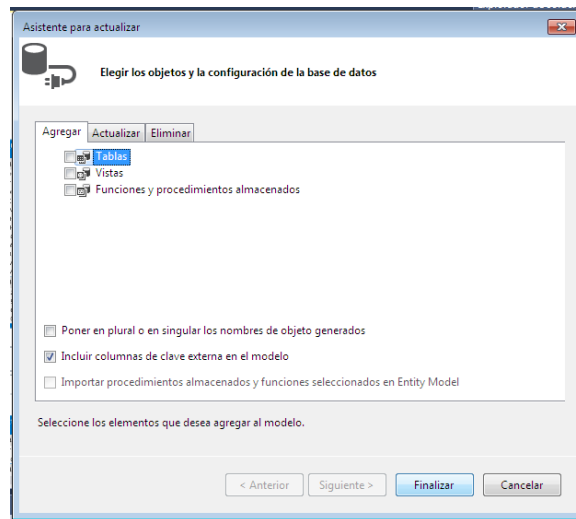 Asistente para actualizar
Elegir los objetos y la configuración de la base de datos
Agregar Actualizar Eliminar
Tablas
Vistas
Funciones y procedimientos almacenados
Poner en plural o en singular los nombres de objeto generados
Incluir columnas de clave externa en el modelo
Importar procedimientos almacenados y funciones seleccionados en Entity Model
Seleccione los elementos que desea agregar al modelo.
< Anterior Siguiente > Finalizar Cancelar